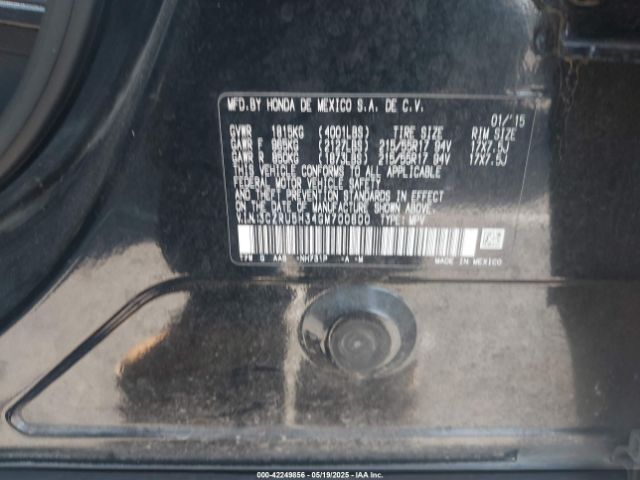 MFD.BY HONDA DE MEXICO S.A. DE C.V.
01/'15
GVWR 1815KG (4001LBS) TIRE SIZE RIM SIZE
GAWR F 965KG (2127LBS) 215/55R17 94V 17X7.5J
GAWR R 850KG (1873LBS) 215/55R17 94V 17X7.5J
THIS VEHICLE CONFORMS TO ALL APPLICABLE
FEDERAL MOTOR VEHICLE SAFETY
AND THEFT PREVENTION STANDARDS IN EFFECT
ON THE DATE OF MANUFACTURE SHOWN ABOVE.
V.I.N. TYPE: MPV
NH731P -A -M
MADE IN MEXICO
000-42249856 - 05/19/2025 - IAAI.COM